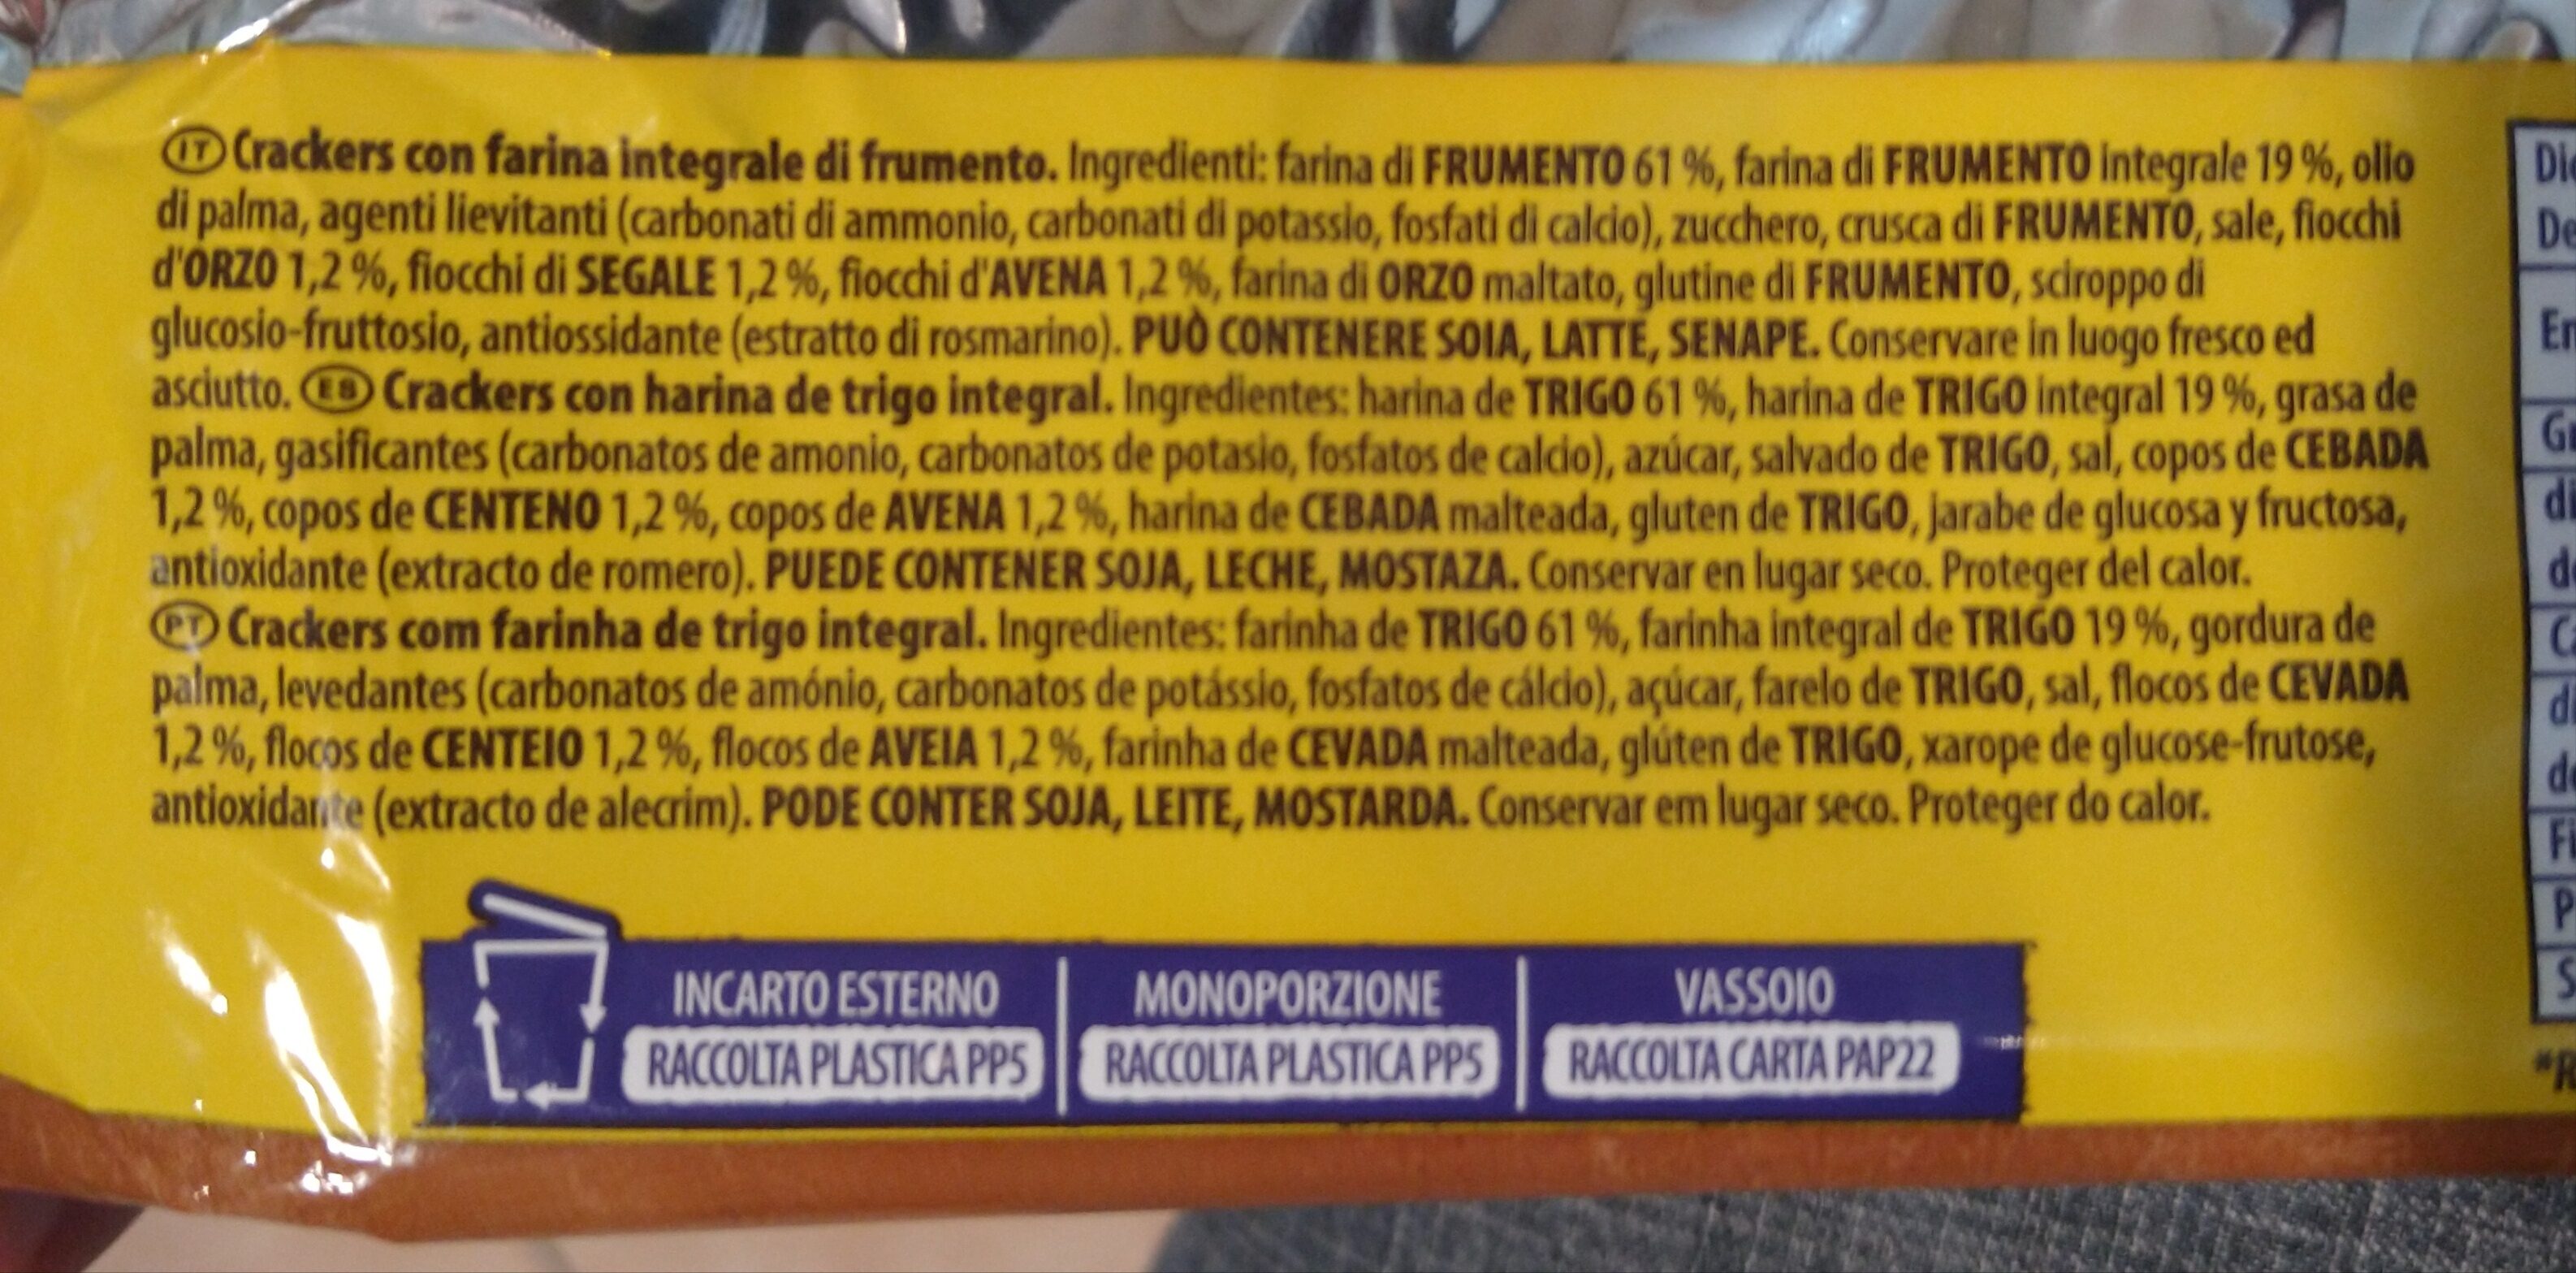 IT Crackers con farina integrale di frumento. Ingredienti: farina di FRUMENTO 61 %, farina di FRUMENTO integrale 19 %, olio
di palma, agenti lievitanti (carbonati di ammonio, carbonati di potassio, fosfati di calcio), zucchero, crusca di FRUMENTO, sale, fiocchi
d'ORZO 1,2 %, fiocchi di SEGALE 1,2 %, fiocchi d'AVENA 1,2 %, farina di ORZO maltato, glutine di FRUMENTO, sciroppo di
glucosio-fruttosio, antiossidante (estratto di rosmarino). PUÒ CONTENERE SOIA, LATTE, SENAPE. Conservare in luogo fresco ed
asciutto. ES Crackers con harina de trigo integral. Ingredientes: harina de TRIGO 61 %, harina de TRIGO integral 19 %, grasa de
palma, gasificantes (carbonatos de amonio, carbonatos de potasio, fosfatos de calcio), azúcar, salvado de TRIGO, sal, copos de CEBADA
1,2 %, copos de CENTENO 1,2 %, copos de AVENA 1,2 %, harina de CEBADA malteada, gluten de TRIGO, jarabe de glucosa y fructosa,
antioxidante (extracto de romero). PUEDE CONTENER SOJA, LECHE, MOSTAZA. Conservar en lugar seco. Proteger del calor.
PT Crackers com farinha de trigo integral. Ingredientes: farinha de TRIGO 61 %, farinha integral de TRIGO 19 %, gordura de
palma, levedantes (carbonatos de amónio, carbonatos de potássio, fosfatos de cálcio), açúcar, farelo de TRIGO, sal, flocos de CEVADA
1,2 %, flocos de CENTEIO 1,2 %, flocos de AVEIA 1,2 %, farinha de CEVADA malteada, glúten de TRIGO, xarope de glucose-frutose,
antioxidante (extracto de alecrim). PODE CONTER SOJA, LEITE, MOSTARDA. Conservar em lugar seco. Proteger do calor.
INCARTO ESTERNO
RACCOLTA PLASTICA PP5
MONOPORZIONE
RACCOLTA PLASTICA PP5
VASSOIO
RACCOLTA CARTA PAP22